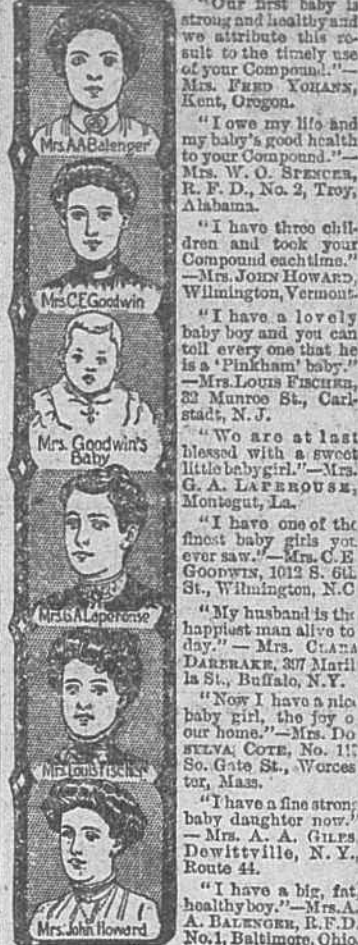 Mrs. A A Balenger
Mrs C.E. Goodwin
Mrs. Goodwin's
Baby
Mrs. G. A. Laperouse
Mrs. Louis Fischer
Mrs. John Howard
"Our first baby is
strong and healthy and
we attribute this re-
sult to the timely use
of your Compound."—
MRS. FRED YOHANN,
Kent, Oregon.
"I owe my life and
my baby's good health
to your Compound."—
MRS. W. O. SPENCER,
R. F. D., No. 2, Troy,
Alabama.
"I have three chil-
dren and took your
Compound each time."
—Mrs. JOHN HOWARD,
Wilmington, Vermont.
"I have a lovely
baby boy and you can
tell every one that he
is a 'Pinkham' baby."
—Mrs. LOUIS FISCHER,
32 Munroe St., Carl-
stadt, N. J.
"We are at last
blessed with a sweet
little baby girl."—Mrs.
G. A. LAPEROUSE,
Montegut, La.
"I have one of the
finest baby girls you
ever saw."—Mrs. C. E.
GOODWIN, 1012 S. 6th
St., Wilmington, N.C
"My husband is the
happiest man alive to
day." — Mrs. CLARA
DARBRAKE, 397 Maril
la St., Buffalo, N.Y.
"Now I have a nice
baby girl, the joy o
our home."—Mrs. Do
SYLVA COTE, No.
So. Gate St., Worces
ter, Mass.
"I have a fine strong
baby daughter now."
—Mrs. A. A. GILES,
Dewittville, N. Y.,
Route 44.
"I have a big, fat,
healthy boy."—Mrs. A.
A. BALENGER, R.F.D.
No.1, Baltimore, Ohio